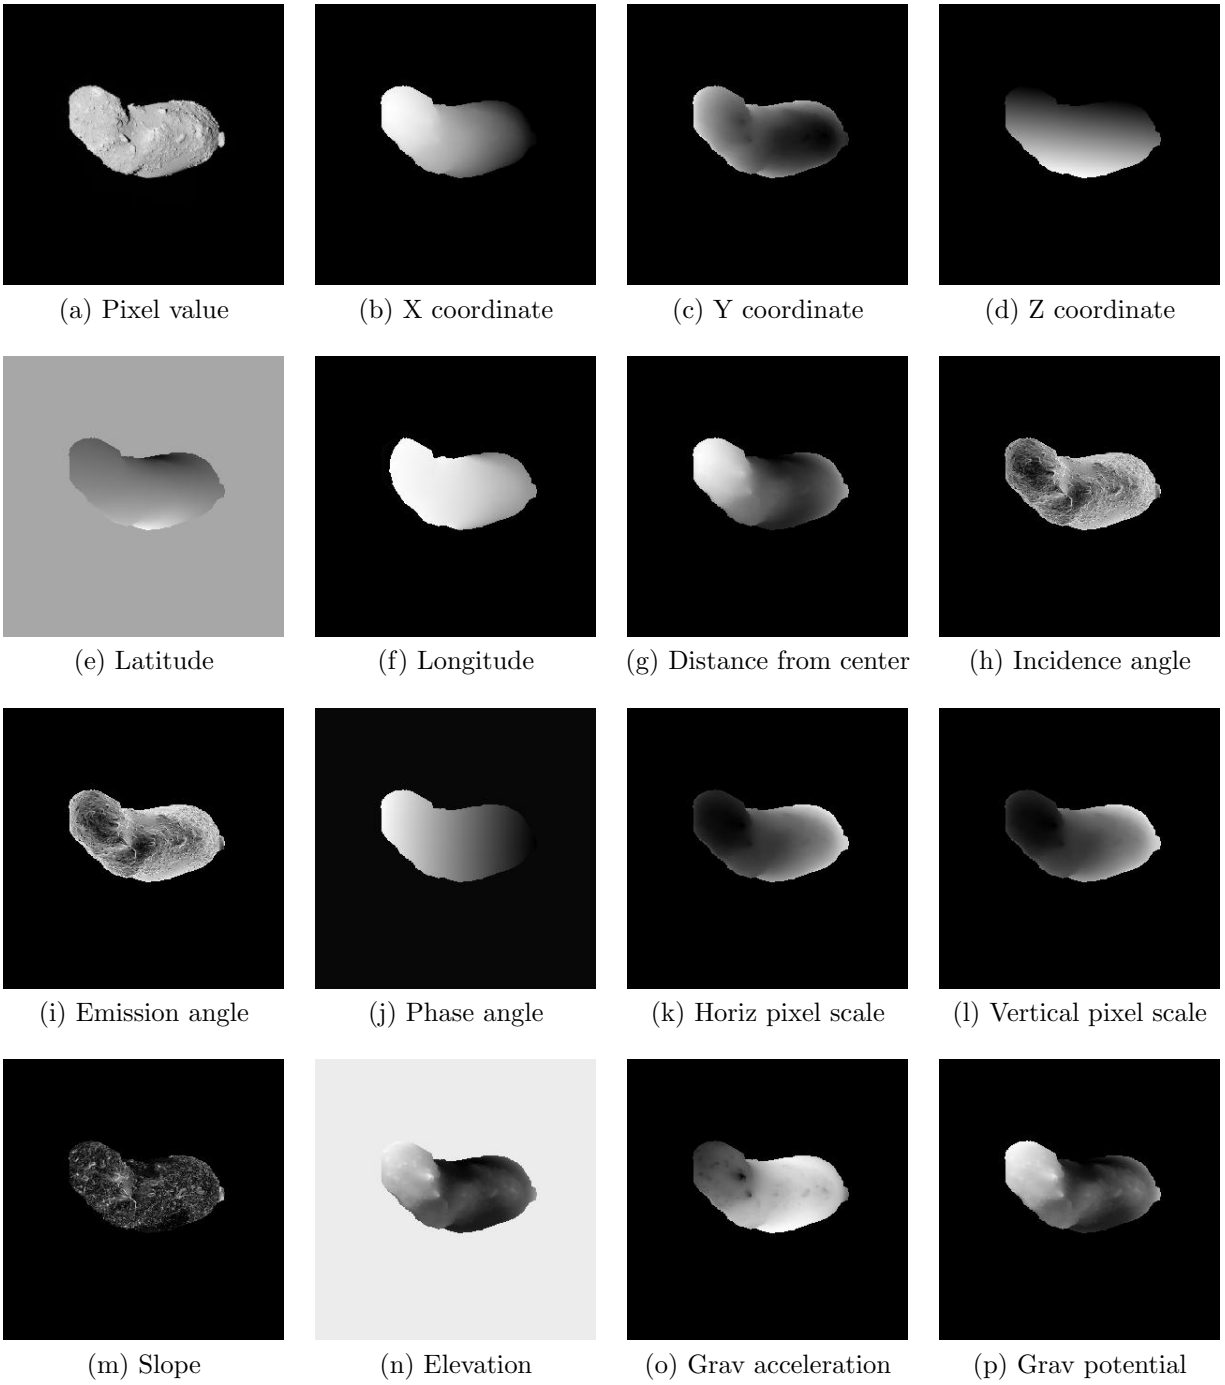 (a) Pixel value
(b) X coordinate
(c) Y coordinate
(d) Z coordinate
(e) Latitude
(f) Longitude
(g) Distance from center
(h) Incidence angle
(i) Emission angle
(j) Phase angle
(k) Horiz pixel scale
(l) Vertical pixel scale
(m) Slope
(n) Elevation
(o) Grav acceleration
(p) Grav potential